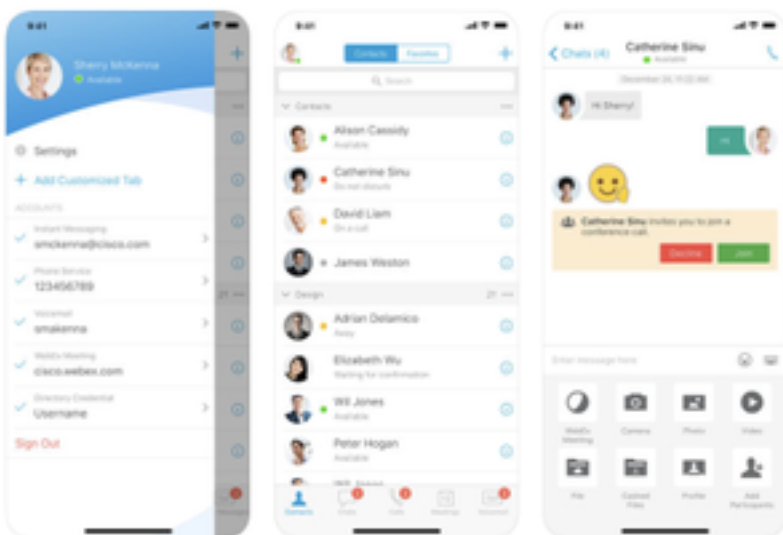 9:41
Sherry McKenna
Available
Settings
+ Add Customized Tab
ACCOUNTS
Instant Messaging
smckenna@cisco.com
Phone Service
123456789
Voicemail
smakenna
WebEx Meeting
cisco.webex.com
Directory Credential
Username
Sign Out
21
9:41
Contacts
Favorites
Search
Contacts
Alison Cassidy
Available
Catherine Sinu
Do not disturb
David Liam
On a call
James Weston
Design
21
Adrian Delamico
Away
Elizabeth Wu
Waiting for confirmation
Will Jones
Available
Peter Hogan
Available
Will Jones
Contacts
Chats
Calls
Meetings
Voicemail
9:41
Chats (4)
Catherine Sinu
Available
December 24, 11:22 AM
Hi Sherry!
Hi
Catherine Sinu invites you to join a
conference call.
Decline
Join
Enter message here
WebEx
Meeting
Camera
Photo
Video
File
Cached
Files
Profile
Add
Participants